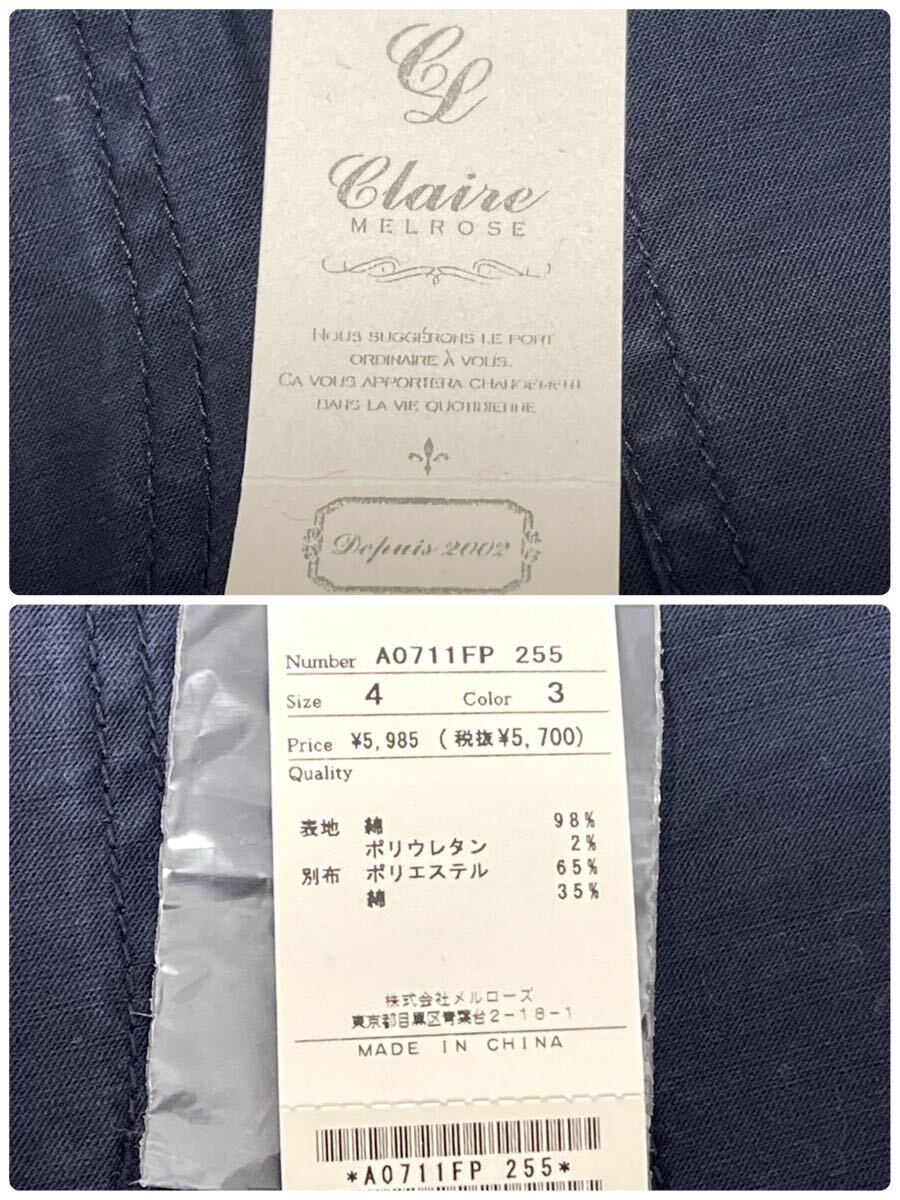 CL
Claire
MELROSE
NOUS SUGGÉRONS LE PORT
ORDINAIRE À VOUS.
ÇA VOUS APPORTERA CHANGEMENT
DANS LA VIE QUOTIDIENNE
Depuis 2002
Number A0711FP 255
Size 4 Color 3
Price ¥5,985 (税抜¥5,700)
Quality
表地 綿 98%
ポリウレタン 2%
別布 ポリエステル 65%
綿 35%
株式会社メルローズ
東京都目黒区青葉台2-18-1
MADE IN CHINA
*A0711FP 255*